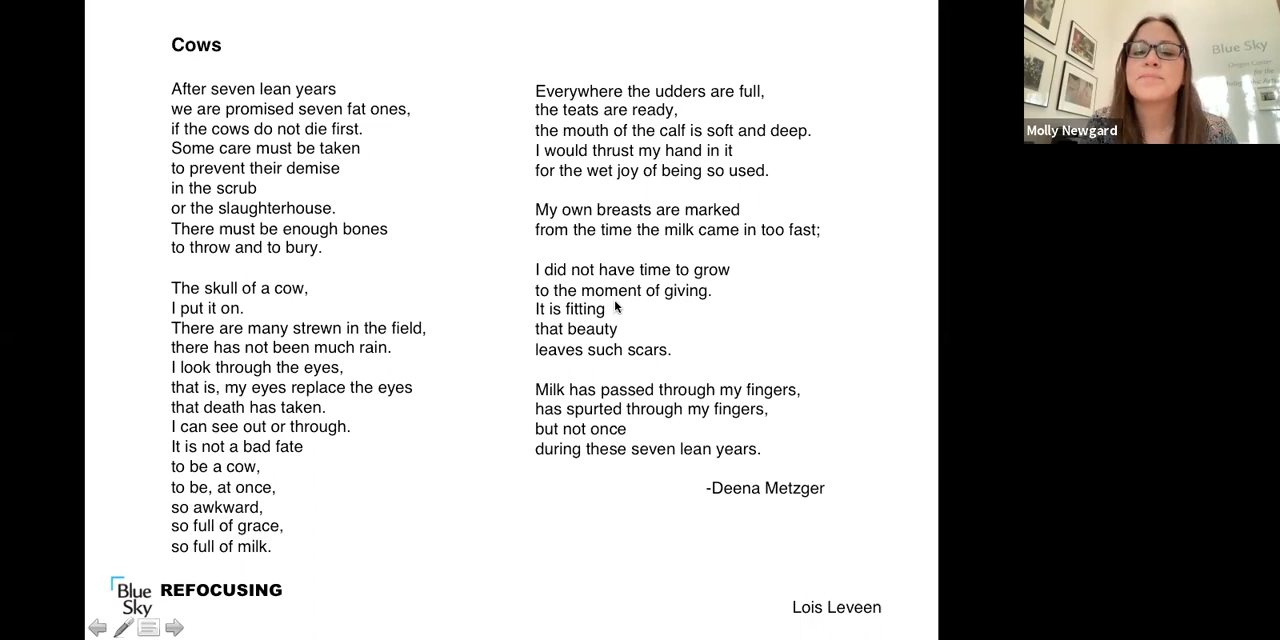 Cows
After seven lean years
we are promised seven fat ones,
if the cows do not die first.
Some care must be taken
to prevent their demise
in the scrub
or the slaughterhouse.
There must be enough bones
to throw and to bury.
The skull of a cow,
I put it on.
There are many strewn in the field,
there has not been much rain.
I look through the eyes,
that is, my eyes replace the eyes
that death has taken.
I can see out or through.
It is not a bad fate
to be a cow,
to be, at once,
so awkward,
so full of grace,
so full of milk.
Everywhere the udders are full,
the teats are ready,
the mouth of the calf is soft and deep.
I would thrust my hand in it
for the wet joy of being so used.
My own breasts are marked
from the time the milk came in too fast;
I did not have time to grow
to the moment of giving.
It is fitting
that beauty
leaves such scars.
Milk has passed through my fingers,
has spurted through my fingers,
but not once
during these seven lean years.
-Deena Metzger
Blue
Sky
REFOCUSING
Lois Leveen
Blue Sky
Molly Newgard